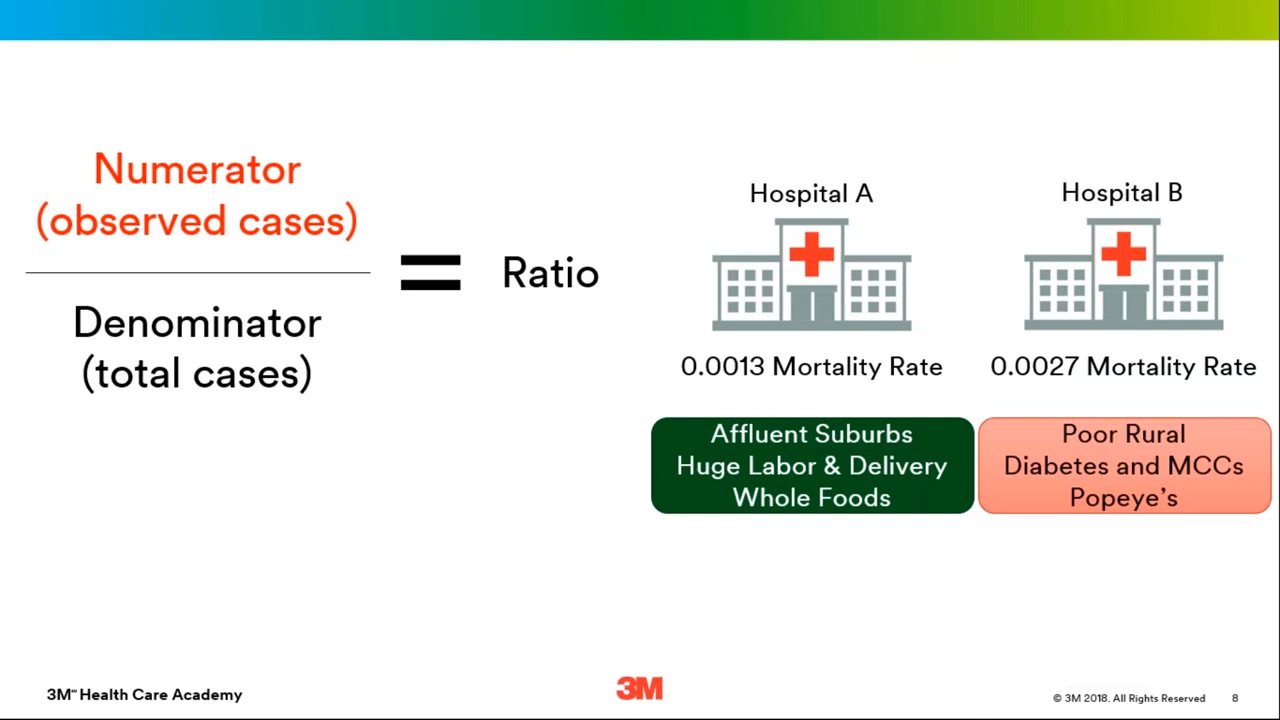 Numerator
(observed cases)
Denominator
(total cases)
= Ratio
Hospital A
0.0013 Mortality Rate
Affluent Suburbs
Huge Labor & Delivery
Whole Foods
Hospital B
0.0027 Mortality Rate
Poor Rural
Diabetes and MCCs
Popeye’s
3M™ Health Care Academy
3M
© 3M 2018. All Rights Reserved
8